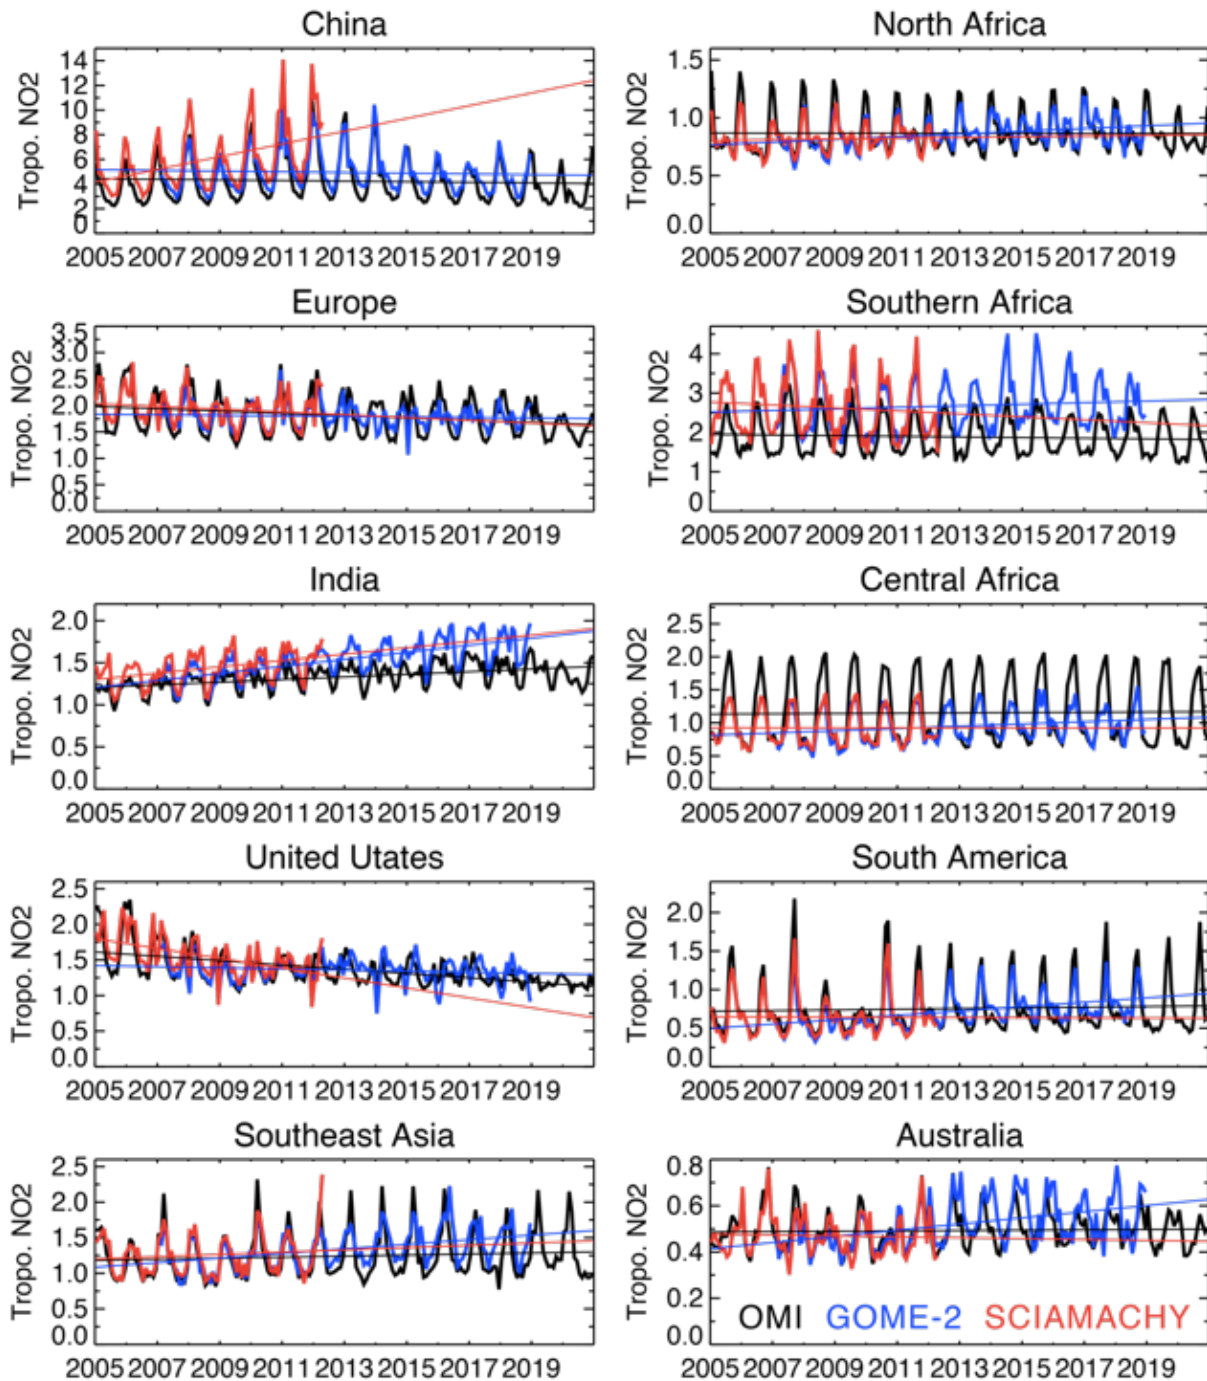 China
Tropo. NO2
14
12
10
8
6
4
2
0
2005 2007 2009 2011 2013 2015 2017 2019
North Africa
Tropo. NO2
1.5
1.0
0.5
0.0
2005 2007 2009 2011 2013 2015 2017 2019
Europe
Tropo. NO2
3.5
3.0
2.5
2.0
1.5
1.0
0.5
0.0
2005 2007 2009 2011 2013 2015 2017 2019
Southern Africa
Tropo. NO2
4
3
2
1
0
2005 2007 2009 2011 2013 2015 2017 2019
India
Tropo. NO2
2.0
1.5
1.0
0.5
0.0
2005 2007 2009 2011 2013 2015 2017 2019
Central Africa
Tropo. NO2
2.5
2.0
1.5
1.0
0.5
0.0
2005 2007 2009 2011 2013 2015 2017 2019
United Utates
Tropo. NO2
2.5
2.0
1.5
1.0
0.5
0.0
2005 2007 2009 2011 2013 2015 2017 2019
South America
Tropo. NO2
2.0
1.5
1.0
0.5
0.0
2005 2007 2009 2011 2013 2015 2017 2019
Southeast Asia
Tropo. NO2
2.5
2.0
1.5
1.0
0.5
0.0
2005 2007 2009 2011 2013 2015 2017 2019
Australia
Tropo. NO2
0.8
0.6
0.4
0.2
0.0
OMI GOME-2 SCIAMACHY
2005 2007 2009 2011 2013 2015 2017 2019